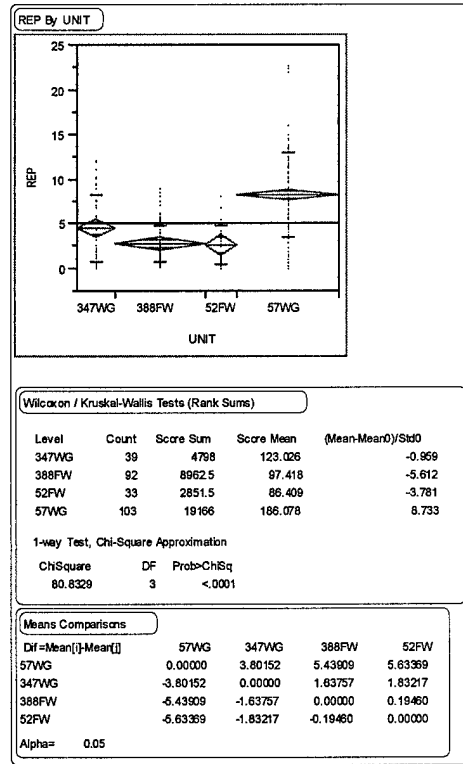 REP By UNIT
25
20
15
REP
10
5
0
347WG 388FW 52FW 57WG
UNIT
Wilcoxon / Kruskal-Wallis Tests (Rank Sums)
Level Count Score Sum Score Mean (Mean-Mean0)/Std0
347WG 39 4798 123.026 -0.959
388FW 92 8962.5 97.418 -5.612
52FW 33 2851.5 86.409 -3.781
57WG 103 19166 186.078 8.733
1-way Test, Chi-Square Approximation
ChiSquare DF Prob>ChiSq
80.8329 3 <.0001
Means Comparisons
Dif=Mean[i]-Mean[j] 57WG 347WG 388FW 52FW
57WG 0.00000 3.80152 5.43909 5.63369
347WG -3.80152 0.00000 1.63757 1.83217
388FW -5.43909 -1.63757 0.00000 0.19460
52FW -5.63369 -1.83217 -0.19460 0.00000
Alpha= 0.05